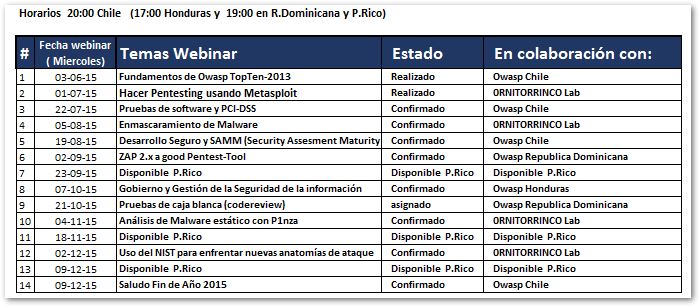 Horarios 20:00 Chile (17:00 Honduras y 19:00 en R.Dominicana y P.Rico)
# Fecha webinar ( Miercoles) Temas Webinar Estado En colaboración con:
1 03-06-15 Fundamentos de Owasp TopTen-2013 Realizado Owasp Chile
2 01-07-15 Hacer Pentesting usando Metasploit Realizado 0RNITORRINCO Lab
3 22-07-15 Pruebas de software y PCI-DSS Confirmado Owasp Chile
4 05-08-15 Enmascaramiento de Malware Confirmado 0RNITORRINCO Lab
5 19-08-15 Desarrollo Seguro y SAMM (Security Assesment Maturity Confirmado Owasp Chile
6 02-09-15 ZAP 2.x a good Pentest-Tool Confirmado Owasp Republica Dominicana
7 23-09-15 Disponible P.Rico Disponible P.Rico Disponible P.Rico
8 07-10-15 Gobierno y Gestión de la Seguridad de la información Confirmado Owasp Honduras
9 21-10-15 Pruebas de caja blanca (codereview) asignado Owasp Republica Dominicana
10 04-11-15 Análisis de Malware estático con P1nza Confirmado 0RNITORRINCO Lab
11 18-11-15 Disponible P.Rico Disponible P.Rico Disponible P.Rico
12 02-12-15 Uso del NIST para enfrentar nuevas anatomías de ataque Confirmado 0RNITORRINCO Lab
13 09-12-15 Disponible P.Rico Disponible P.Rico Disponible P.Rico
14 09-12-15 Saludo Fin de Año 2015 Confirmado Owasp Chile